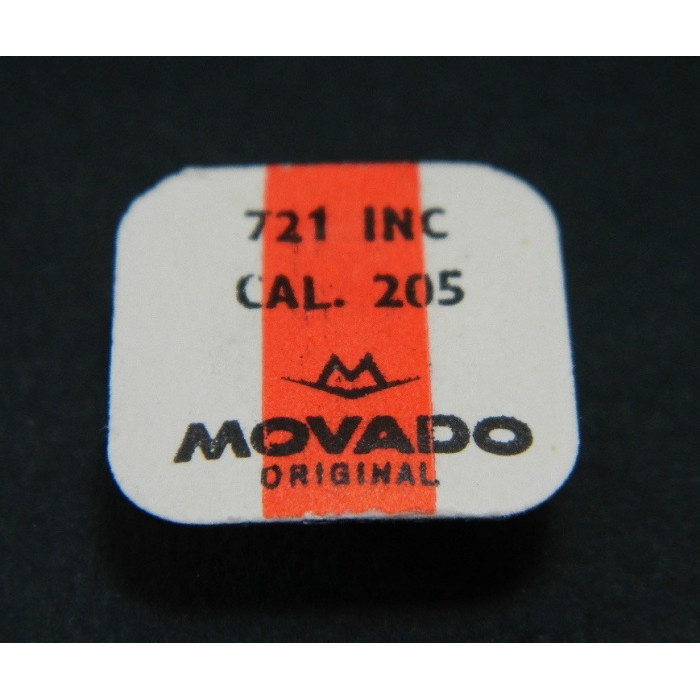 721 INC
CAL. 205
MOVADO
ORIGINAL